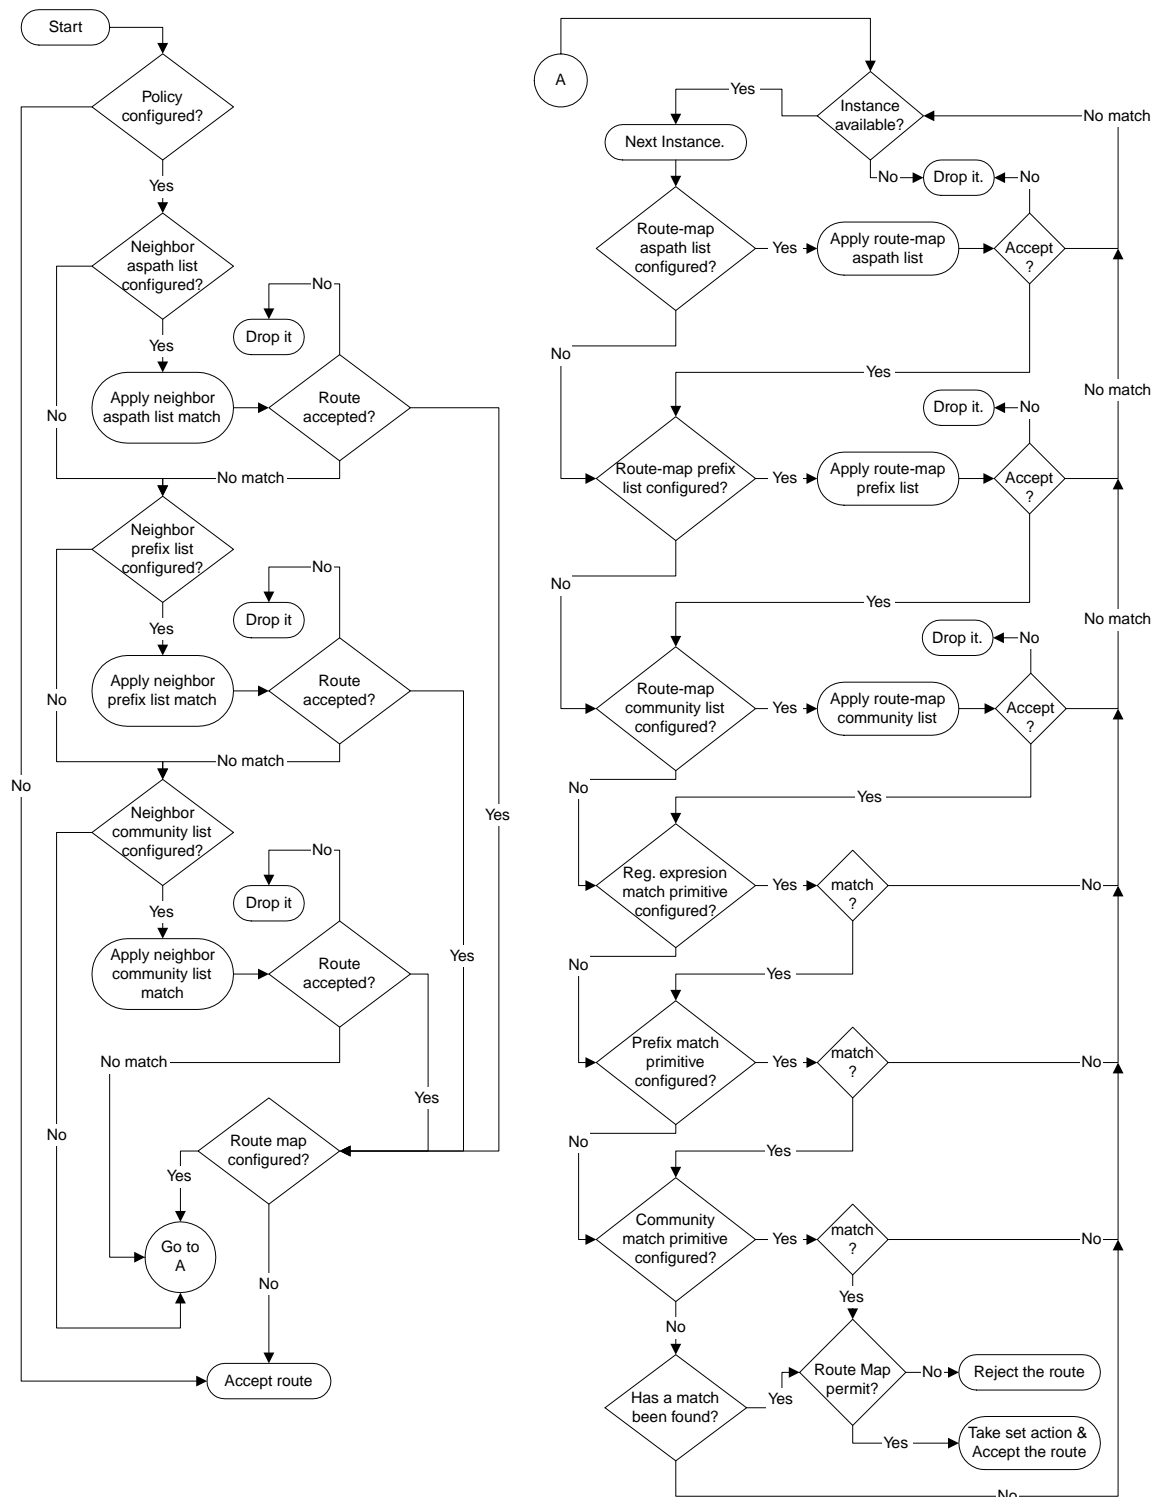 Start
Policy
configured?
Yes
Neighbor
aspath list
configured?
No
Drop it
Yes
Apply neighbor
aspath list match
Route
accepted?
No
No match
Neighbor
prefix list
configured?
No
Drop it
Yes
Apply neighbor
prefix list match
Route
accepted?
No
No match
No
Neighbor
community list
configured?
Yes
No
Drop it
Yes
Apply neighbor
community list
match
Route
accepted?
Yes
No match
Yes
No
Route map
configured?
Yes
Go to
A
No
Accept route
A
Yes
Instance
available?
No match
Next Instance.
No
Drop it.
No
Route-map
aspath list
configured?
Yes
Apply route-map
aspath list
Accept
?
No
Yes
No match
Drop it.
No
Route-map prefix
list configured?
Yes
Apply route-map
prefix list
Accept
?
No
Yes
No match
Drop it.
No
Route-map
community list
configured?
Yes
Apply route-map
community list
Accept
?
No
Yes
Reg. expresion
match primitive
configured?
Yes
match
?
No
No
Yes
Prefix match
primitive
configured?
Yes
match
?
No
No
Yes
Community
match primitive
configured?
Yes
match
?
No
Yes
No
Route Map
permit?
No
Reject the route
Has a match
been found?
Yes
Yes
Take set action &
Accept the route
No